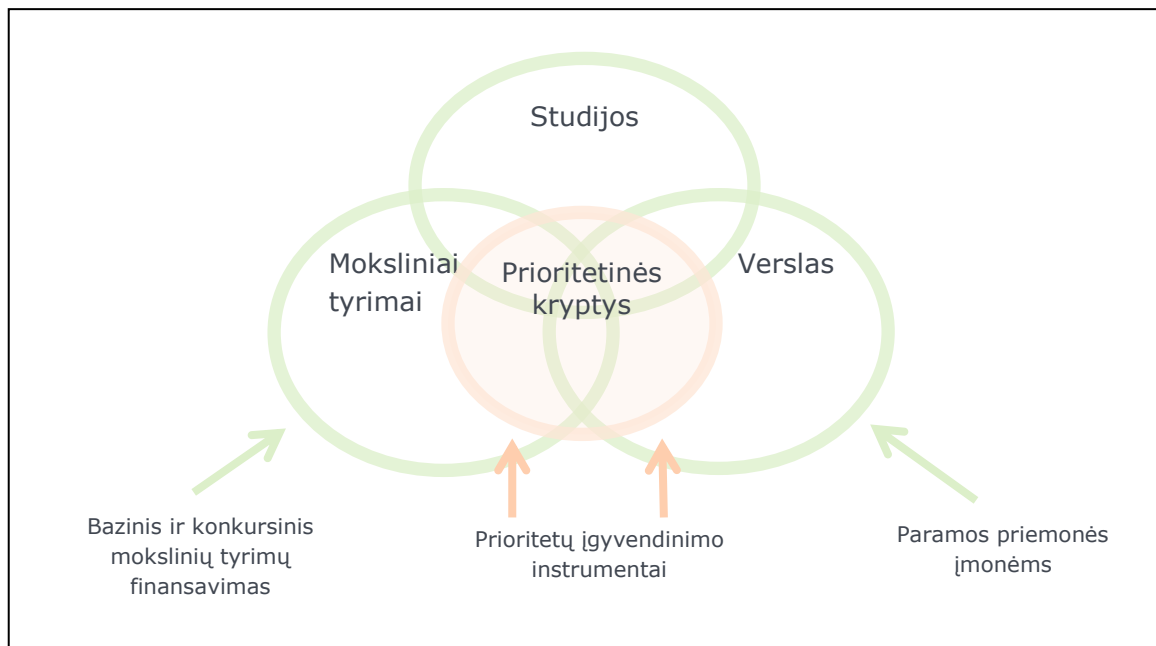 Studijos
Moksliniai
tyrimai
Prioritetinės
kryptys
Verslas
Bazinis ir konkursinis
mokslinių tyrimų
finansavimas
Prioritetų įgyvendinimo
instrumentai
Paramos priemonės
įmonėms